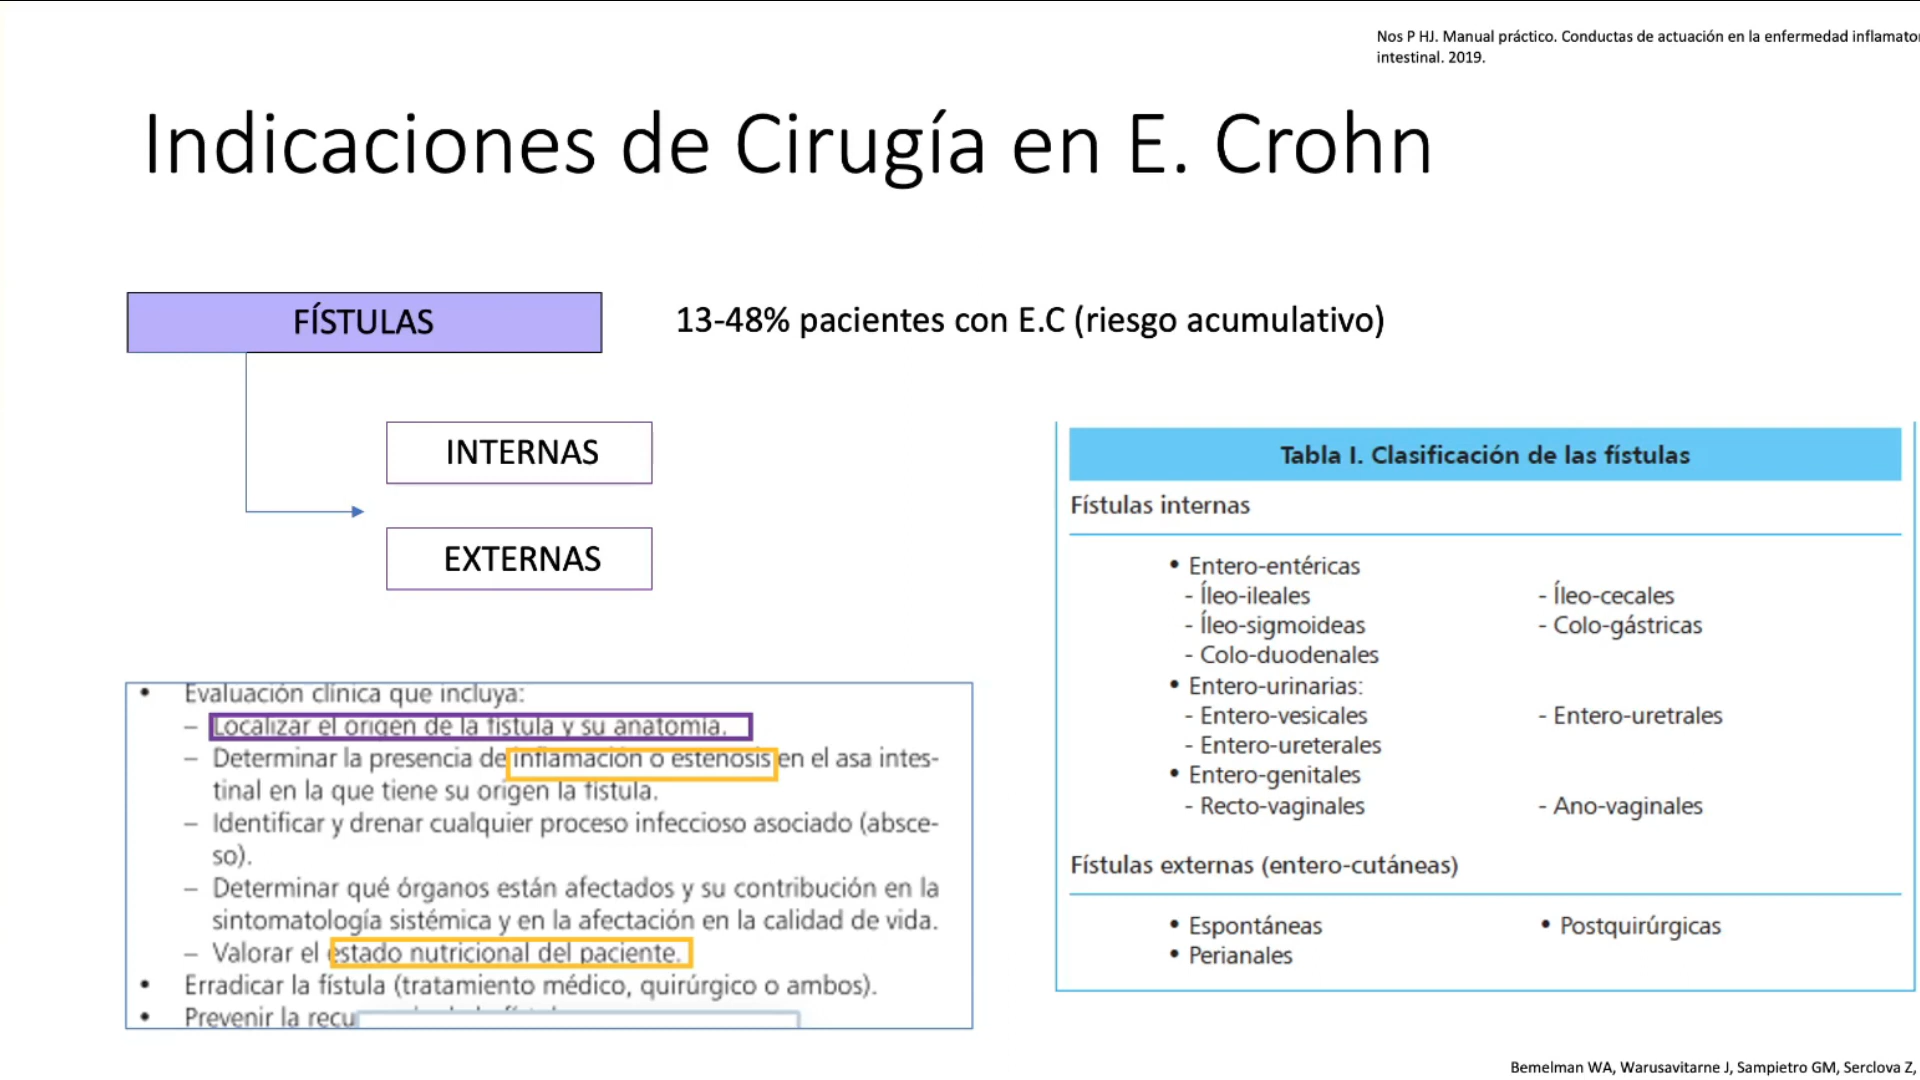 Nos P HJ. Manual práctico. Conductas de actuación en la enfermedad
intestinal. 2019.
Indicaciones de Cirugía en E. Crohn
FÍSTULAS
13-48% pacientes con E.C (riesgo acumulativo)
INTERNAS
EXTERNAS
• Evaluación clínica que incluya:
– Localizar el origen de la fístula y su anatomía.
– Determinar la presencia de inflamación o estenosis en el asa intes-
tinal en la que tiene su origen la fístula.
– Identificar y drenar cualquier proceso infeccioso asociado (absce-
so).
– Determinar qué órganos están afectados y su contribución en la
sintomatología sistémica y en la afectación en la calidad de vida.
– Valorar el estado nutricional del paciente.
• Erradicar la fístula (tratamiento médico, quirúrgico o ambos).
• Prevenir la
Tabla I. Clasificación de las fístulas
Fístulas internas
• Entero-entéricas
- Íleo-ileales - Íleo-cecales
- Íleo-sigmoideas - Colo-gástricas
- Colo-duodenales
• Entero-urinarias:
- Entero-vesicales - Entero-uretrales
- Entero-ureterales
• Entero-genitales
- Recto-vaginales - Ano-vaginales
Fístulas externas (entero-cutáneas)
• Espontáneas • Postquirúrgicas
• Perianales
Bemelman WA, Warusavitarne J, Sampietro GM, Serclova Z,